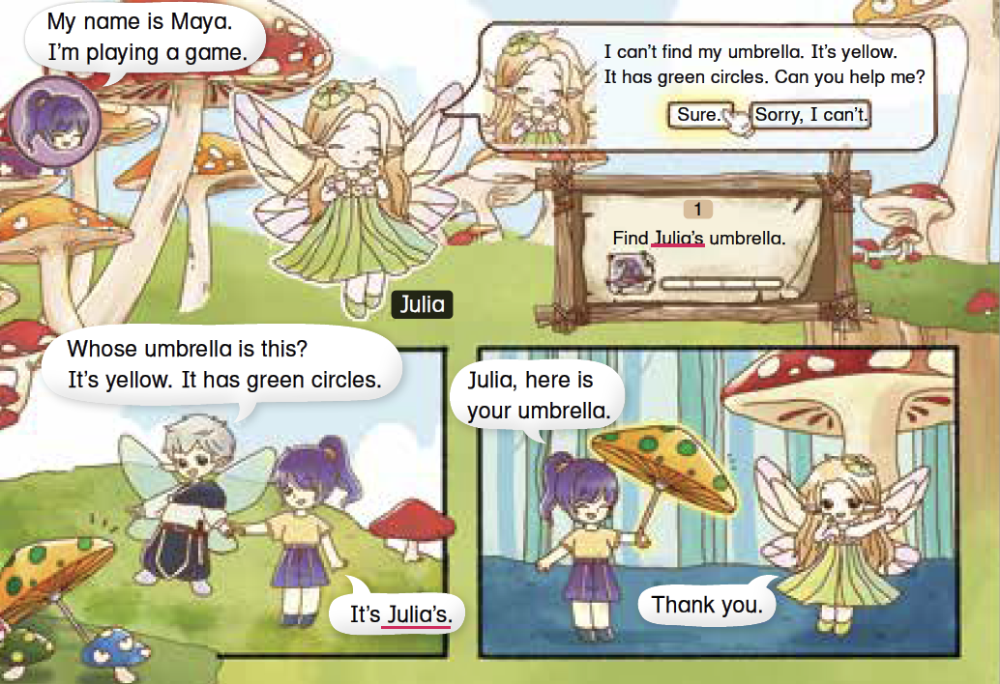 My name is Maya.
I'm playing a game.
I can't find my umbrella. It's yellow.
It has green circles. Can you help me?
Sure.
Sorry, I can't.
1
Find Julia's umbrella.
Julia
Whose umbrella is this?
It's yellow. It has green circles.
It's Julia's.
Julia, here is
your umbrella.
Thank you.